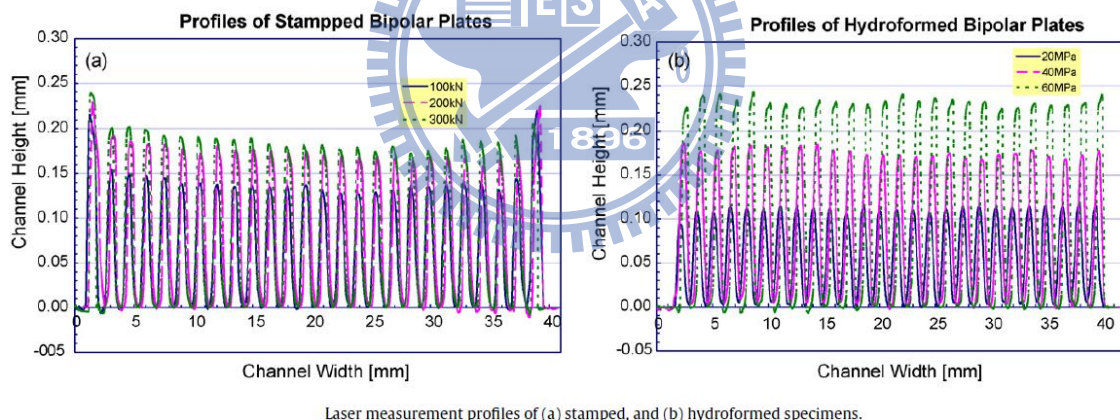 Profiles of Stampped Bipolar Plates
(a)
100kN
200kN
300kN
0.30
0.25
0.20
0.15
0.10
0.05
0.00
-005
0
5
10
15
20
25
30
35
40
Channel Height [mm]
Channel Width [mm]
Profiles of Hydroformed Bipolar Plates
(b)
20MPa
40MPa
60MPa
0.30
0.25
0.20
0.15
0.10
0.05
0.00
-0.05
0
5
10
15
20
25
30
35
40
Channel Height [mm]
Channel Width [mm]
E S A
1896
Laser measurement profiles of (a) stamped, and (b) hydroformed specimens.